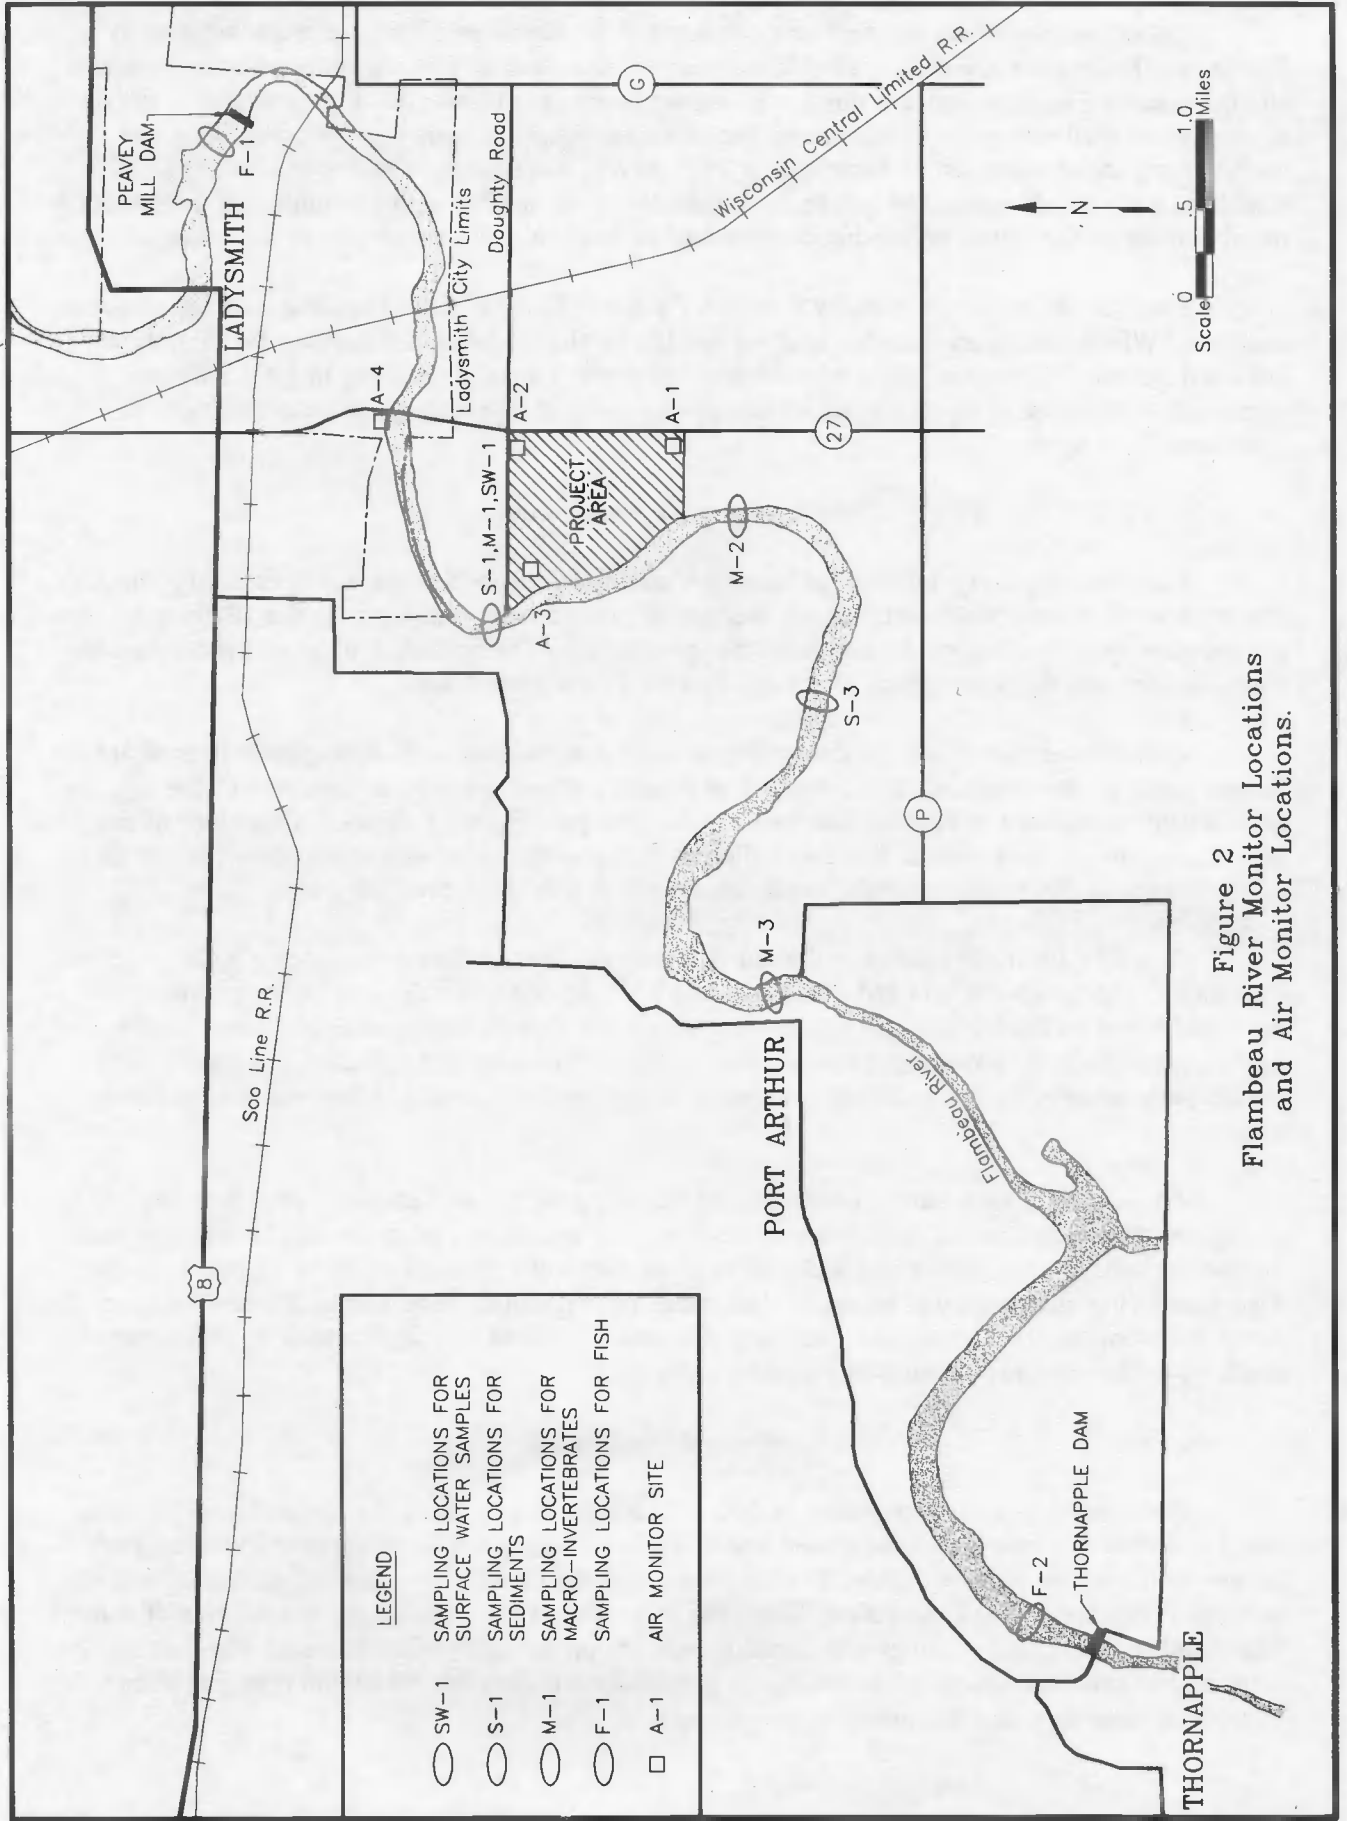 PEAVEY
MILL DAM
F-1
LADYSMITH
A-4
Ladysmith City Limits
Doughty Road
G
Wisconsin Central Limited R.R.
S-1,M-1,SW-1
A-2
A-1
A-3
PROJECT
AREA
27
M-2
S-3
P
M-3
Soo Line R.R.
8
PORT ARTHUR
Flambeau River
F-2
THORNAPPLE DAM
THORNAPPLE
N
Scale
0 .5 1.0 Miles
LEGEND
SW-1 SAMPLING LOCATIONS FOR
SURFACE WATER SAMPLES
S-1 SAMPLING LOCATIONS FOR
SEDIMENTS
M-1 SAMPLING LOCATIONS FOR
MACRO-INVERTEBRATES
F-1 SAMPLING LOCATIONS FOR FISH
A-1 AIR MONITOR SITE
Figure 2
Flambeau River Monitor Locations
and Air Monitor Locations.